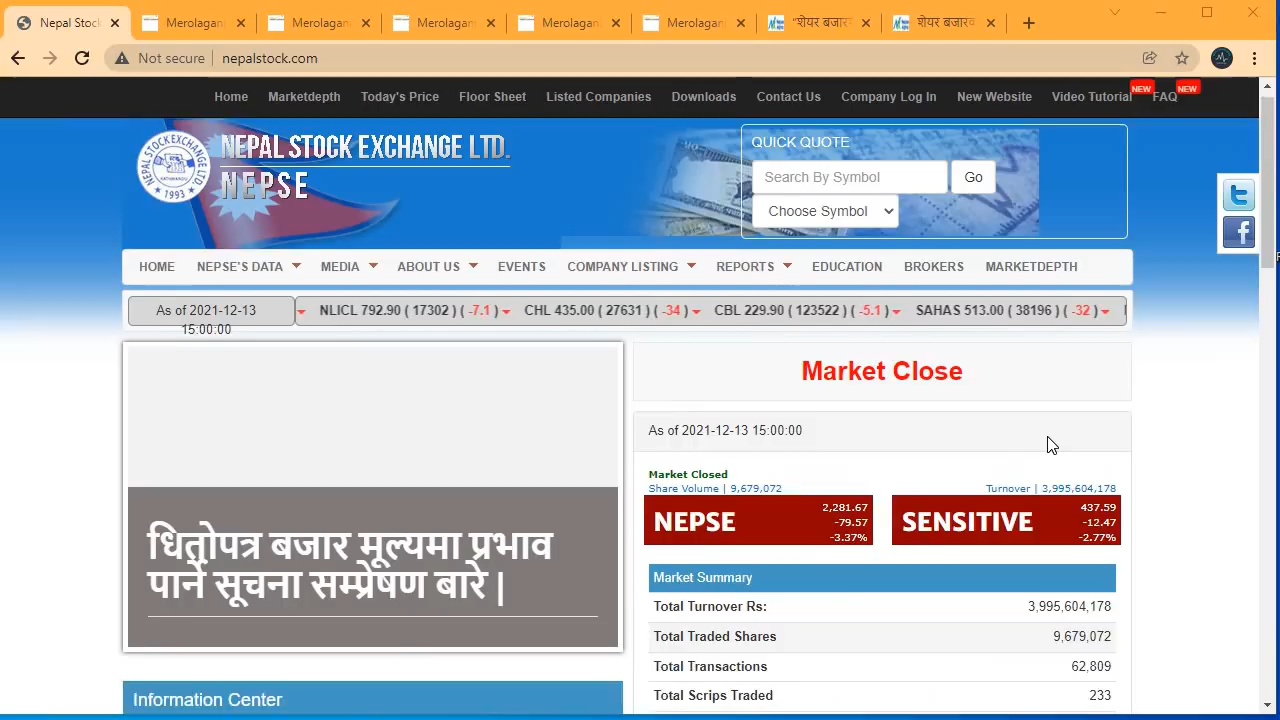 Nepal Stoc
Merolagan
Merolagan
Merolagan
Merolagan
Merolagan
"शेयर बजार
शेयर बजारव
Not secure
nepalstock.com
Home
Marketdepth
Today's Price
Floor Sheet
Listed Companies
Downloads
Contact Us
Company Log In
New Website
Video Tutorial
NEW
FAQ
NEW
NEPAL STOCK EXCHANGE LTD.
NEPSE
NEPAL STOCK EXCHANGE LTD
KATHMANDU
1993
QUICK QUOTE
Search By Symbol
Go
Choose Symbol
HOME
NEPSE'S DATA
MEDIA
ABOUT US
EVENTS
COMPANY LISTING
REPORTS
EDUCATION
BROKERS
MARKETDEPTH
As of 2021-12-13
15:00:00
NLICL 792.90 ( 17302 ) ( -7.1 )
CHL 435.00 ( 27631 ) ( -34 )
CBL 229.90 ( 123522 ) ( -5.1 )
SAHAS 513.00 ( 38196 ) ( -32 )
धितोपत्र बजार मूल्यमा प्रभाव
पार्ने सूचना सम्प्रेषण बारे |
Information Center
Market Close
As of 2021-12-13 15:00:00
Market Closed
Share Volume | 9,679,072
Turnover | 3,995,604,178
NEPSE
2,281.67
-79.57
-3.37%
SENSITIVE
437.59
-12.47
-2.77%
Market Summary
Total Turnover Rs: 3,995,604,178
Total Traded Shares 9,679,072
Total Transactions 62,809
Total Scrips Traded 233